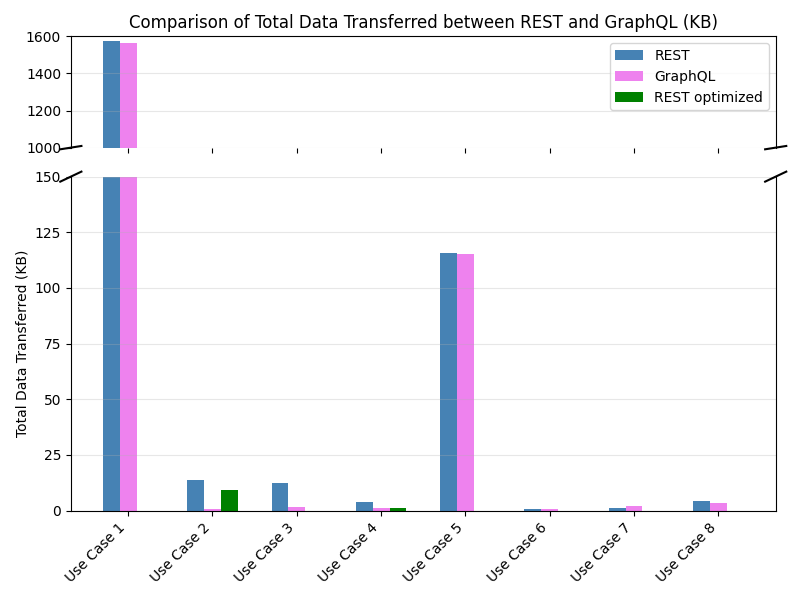 Comparison of Total Data Transferred between REST and GraphQL (KB)
1600
1400
1200
1000
REST
GraphQL
REST optimized
150
125
100
75
50
25
0
Total Data Transferred (KB)
Use Case 1
Use Case 2
Use Case 3
Use Case 4
Use Case 5
Use Case 6
Use Case 7
Use Case 8